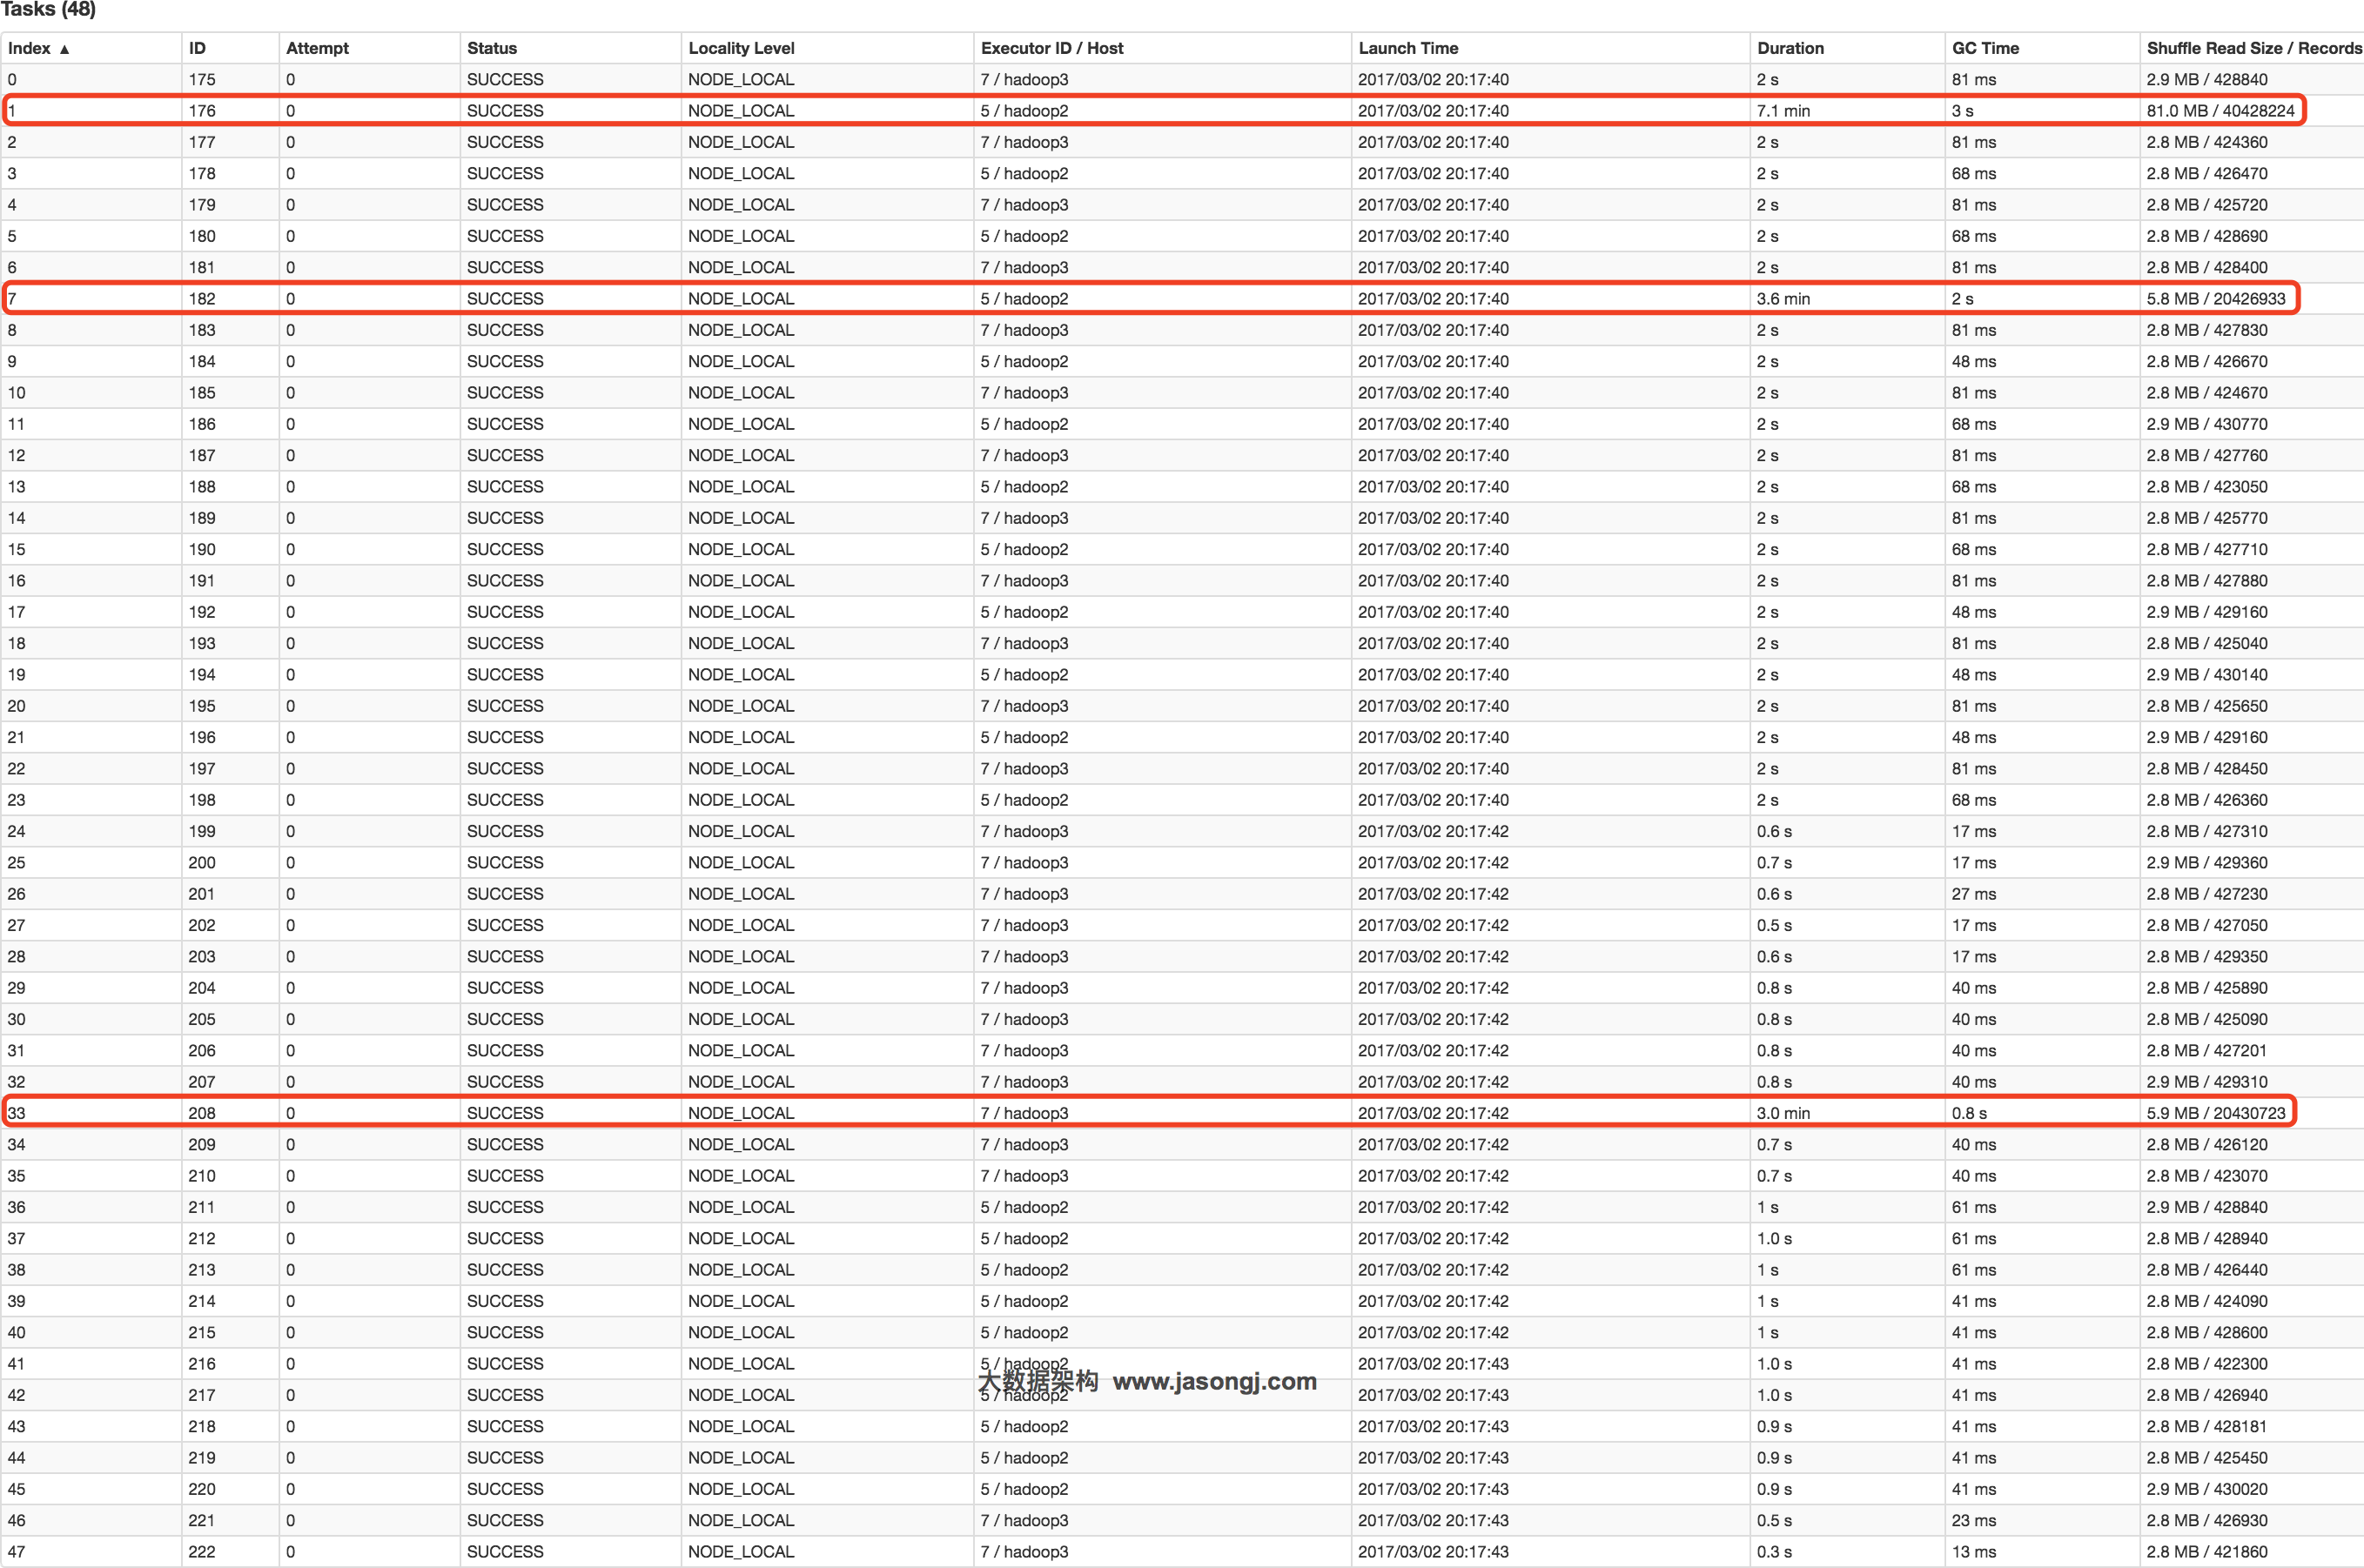 Tasks (48)
Index ▲ ID Attempt Status Locality Level Executor ID / Host Launch Time Duration GC Time Shuffle Read Size / Records
0 175 0 SUCCESS NODE_LOCAL 7 / hadoop3 2017/03/02 20:17:40 2 s 81 ms 2.9 MB / 428840
1 176 0 SUCCESS NODE_LOCAL 5 / hadoop2 2017/03/02 20:17:40 7.1 min 3 s 81.0 MB / 40428224
2 177 0 SUCCESS NODE_LOCAL 7 / hadoop3 2017/03/02 20:17:40 2 s 81 ms 2.8 MB / 424360
3 178 0 SUCCESS NODE_LOCAL 5 / hadoop2 2017/03/02 20:17:40 2 s 68 ms 2.8 MB / 426470
4 179 0 SUCCESS NODE_LOCAL 7 / hadoop3 2017/03/02 20:17:40 2 s 81 ms 2.8 MB / 425720
5 180 0 SUCCESS NODE_LOCAL 5 / hadoop2 2017/03/02 20:17:40 2 s 68 ms 2.8 MB / 428690
6 181 0 SUCCESS NODE_LOCAL 7 / hadoop3 2017/03/02 20:17:40 2 s 81 ms 2.8 MB / 428400
7 182 0 SUCCESS NODE_LOCAL 5 / hadoop2 2017/03/02 20:17:40 3.6 min 2 s 5.8 MB / 20426933
8 183 0 SUCCESS NODE_LOCAL 7 / hadoop3 2017/03/02 20:17:40 2 s 81 ms 2.8 MB / 427830
9 184 0 SUCCESS NODE_LOCAL 5 / hadoop2 2017/03/02 20:17:40 2 s 48 ms 2.8 MB / 426670
10 185 0 SUCCESS NODE_LOCAL 7 / hadoop3 2017/03/02 20:17:40 2 s 81 ms 2.8 MB / 424670
11 186 0 SUCCESS NODE_LOCAL 5 / hadoop2 2017/03/02 20:17:40 2 s 68 ms 2.9 MB / 430770
12 187 0 SUCCESS NODE_LOCAL 7 / hadoop3 2017/03/02 20:17:40 2 s 81 ms 2.8 MB / 427760
13 188 0 SUCCESS NODE_LOCAL 5 / hadoop2 2017/03/02 20:17:40 2 s 68 ms 2.8 MB / 423050
14 189 0 SUCCESS NODE_LOCAL 7 / hadoop3 2017/03/02 20:17:40 2 s 81 ms 2.8 MB / 425770
15 190 0 SUCCESS NODE_LOCAL 5 / hadoop2 2017/03/02 20:17:40 2 s 68 ms 2.8 MB / 427710
16 191 0 SUCCESS NODE_LOCAL 7 / hadoop3 2017/03/02 20:17:40 2 s 81 ms 2.8 MB / 427880
17 192 0 SUCCESS NODE_LOCAL 5 / hadoop2 2017/03/02 20:17:40 2 s 48 ms 2.9 MB / 429160
18 193 0 SUCCESS NODE_LOCAL 7 / hadoop3 2017/03/02 20:17:40 2 s 81 ms 2.8 MB / 425040
19 194 0 SUCCESS NODE_LOCAL 5 / hadoop2 2017/03/02 20:17:40 2 s 48 ms 2.9 MB / 430140
20 195 0 SUCCESS NODE_LOCAL 7 / hadoop3 2017/03/02 20:17:40 2 s 81 ms 2.8 MB / 425650
21 196 0 SUCCESS NODE_LOCAL 5 / hadoop2 2017/03/02 20:17:40 2 s 48 ms 2.9 MB / 429160
22 197 0 SUCCESS NODE_LOCAL 7 / hadoop3 2017/03/02 20:17:40 2 s 81 ms 2.8 MB / 428450
23 198 0 SUCCESS NODE_LOCAL 5 / hadoop2 2017/03/02 20:17:40 2 s 68 ms 2.8 MB / 426360
24 199 0 SUCCESS NODE_LOCAL 7 / hadoop3 2017/03/02 20:17:42 0.6 s 17 ms 2.8 MB / 427310
25 200 0 SUCCESS NODE_LOCAL 7 / hadoop3 2017/03/02 20:17:42 0.7 s 17 ms 2.9 MB / 429360
26 201 0 SUCCESS NODE_LOCAL 7 / hadoop3 2017/03/02 20:17:42 0.6 s 27 ms 2.8 MB / 427230
27 202 0 SUCCESS NODE_LOCAL 7 / hadoop3 2017/03/02 20:17:42 0.5 s 17 ms 2.8 MB / 427050
28 203 0 SUCCESS NODE_LOCAL 7 / hadoop3 2017/03/02 20:17:42 0.6 s 17 ms 2.8 MB / 429350
29 204 0 SUCCESS NODE_LOCAL 7 / hadoop3 2017/03/02 20:17:42 0.8 s 40 ms 2.8 MB / 425890
30 205 0 SUCCESS NODE_LOCAL 7 / hadoop3 2017/03/02 20:17:42 0.8 s 40 ms 2.8 MB / 425090
31 206 0 SUCCESS NODE_LOCAL 7 / hadoop3 2017/03/02 20:17:42 0.8 s 40 ms 2.8 MB / 427201
32 207 0 SUCCESS NODE_LOCAL 7 / hadoop3 2017/03/02 20:17:42 0.8 s 40 ms 2.9 MB / 429310
33 208 0 SUCCESS NODE_LOCAL 7 / hadoop3 2017/03/02 20:17:42 3.0 min 0.8 s 5.9 MB / 20430723
34 209 0 SUCCESS NODE_LOCAL 7 / hadoop3 2017/03/02 20:17:42 0.7 s 40 ms 2.8 MB / 426120
35 210 0 SUCCESS NODE_LOCAL 7 / hadoop3 2017/03/02 20:17:42 0.7 s 40 ms 2.8 MB / 423070
36 211 0 SUCCESS NODE_LOCAL 5 / hadoop2 2017/03/02 20:17:42 1 s 61 ms 2.9 MB / 428840
37 212 0 SUCCESS NODE_LOCAL 5 / hadoop2 2017/03/02 20:17:42 1.0 s 61 ms 2.8 MB / 428940
38 213 0 SUCCESS NODE_LOCAL 5 / hadoop2 2017/03/02 20:17:42 1 s 61 ms 2.8 MB / 426440
39 214 0 SUCCESS NODE_LOCAL 5 / hadoop2 2017/03/02 20:17:42 1 s 41 ms 2.8 MB / 424090
40 215 0 SUCCESS NODE_LOCAL 5 / hadoop2 2017/03/02 20:17:42 1 s 41 ms 2.8 MB / 428600
41 216 0 SUCCESS NODE_LOCAL 5 / hadoop2 2017/03/02 20:17:43 1.0 s 41 ms 2.8 MB / 422300
大数据架构 www.jasongj.com
42 217 0 SUCCESS NODE_LOCAL 5 / hadoop2 2017/03/02 20:17:43 1.0 s 41 ms 2.8 MB / 426940
43 218 0 SUCCESS NODE_LOCAL 5 / hadoop2 2017/03/02 20:17:43 0.9 s 41 ms 2.8 MB / 428181
44 219 0 SUCCESS NODE_LOCAL 5 / hadoop2 2017/03/02 20:17:43 0.9 s 41 ms 2.8 MB / 425450
45 220 0 SUCCESS NODE_LOCAL 5 / hadoop2 2017/03/02 20:17:43 0.9 s 41 ms 2.9 MB / 430020
46 221 0 SUCCESS NODE_LOCAL 7 / hadoop3 2017/03/02 20:17:43 0.5 s 23 ms 2.8 MB / 426930
47 222 0 SUCCESS NODE_LOCAL 7 / hadoop3 2017/03/02 20:17:43 0.3 s 13 ms 2.8 MB / 421860